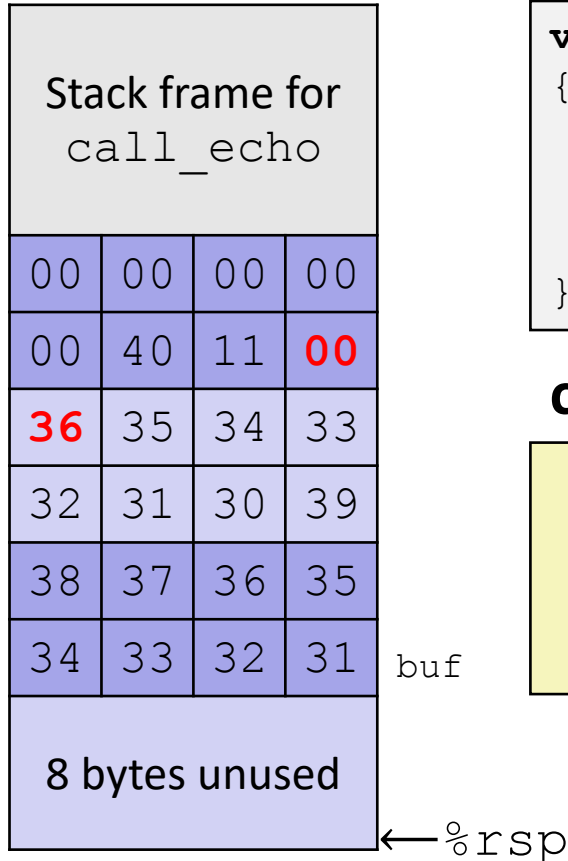 Stack frame for
call_echo
00 00 00 00
00 40 11 00
36 35 34 33
32 31 30 39
38 37 36 35
34 33 32 31 buf
8 bytes unused
←%rsp
v
{
}